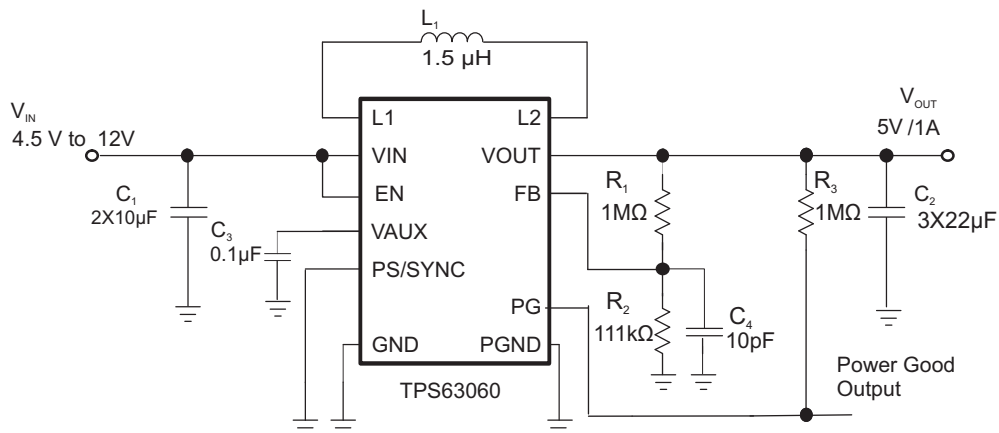 L1
1.5 µH
VIN
4.5 V to 12V
VOUT
5V /1A
L1
L2
VIN
VOUT
EN
FB
VAUX
PS/SYNC
PG
GND
PGND
TPS63060
C1
2X10µF
C3
0.1µF
R1
1MΩ
R3
1MΩ
C2
3X22µF
R2
111kΩ
C4
10pF
Power Good
Output